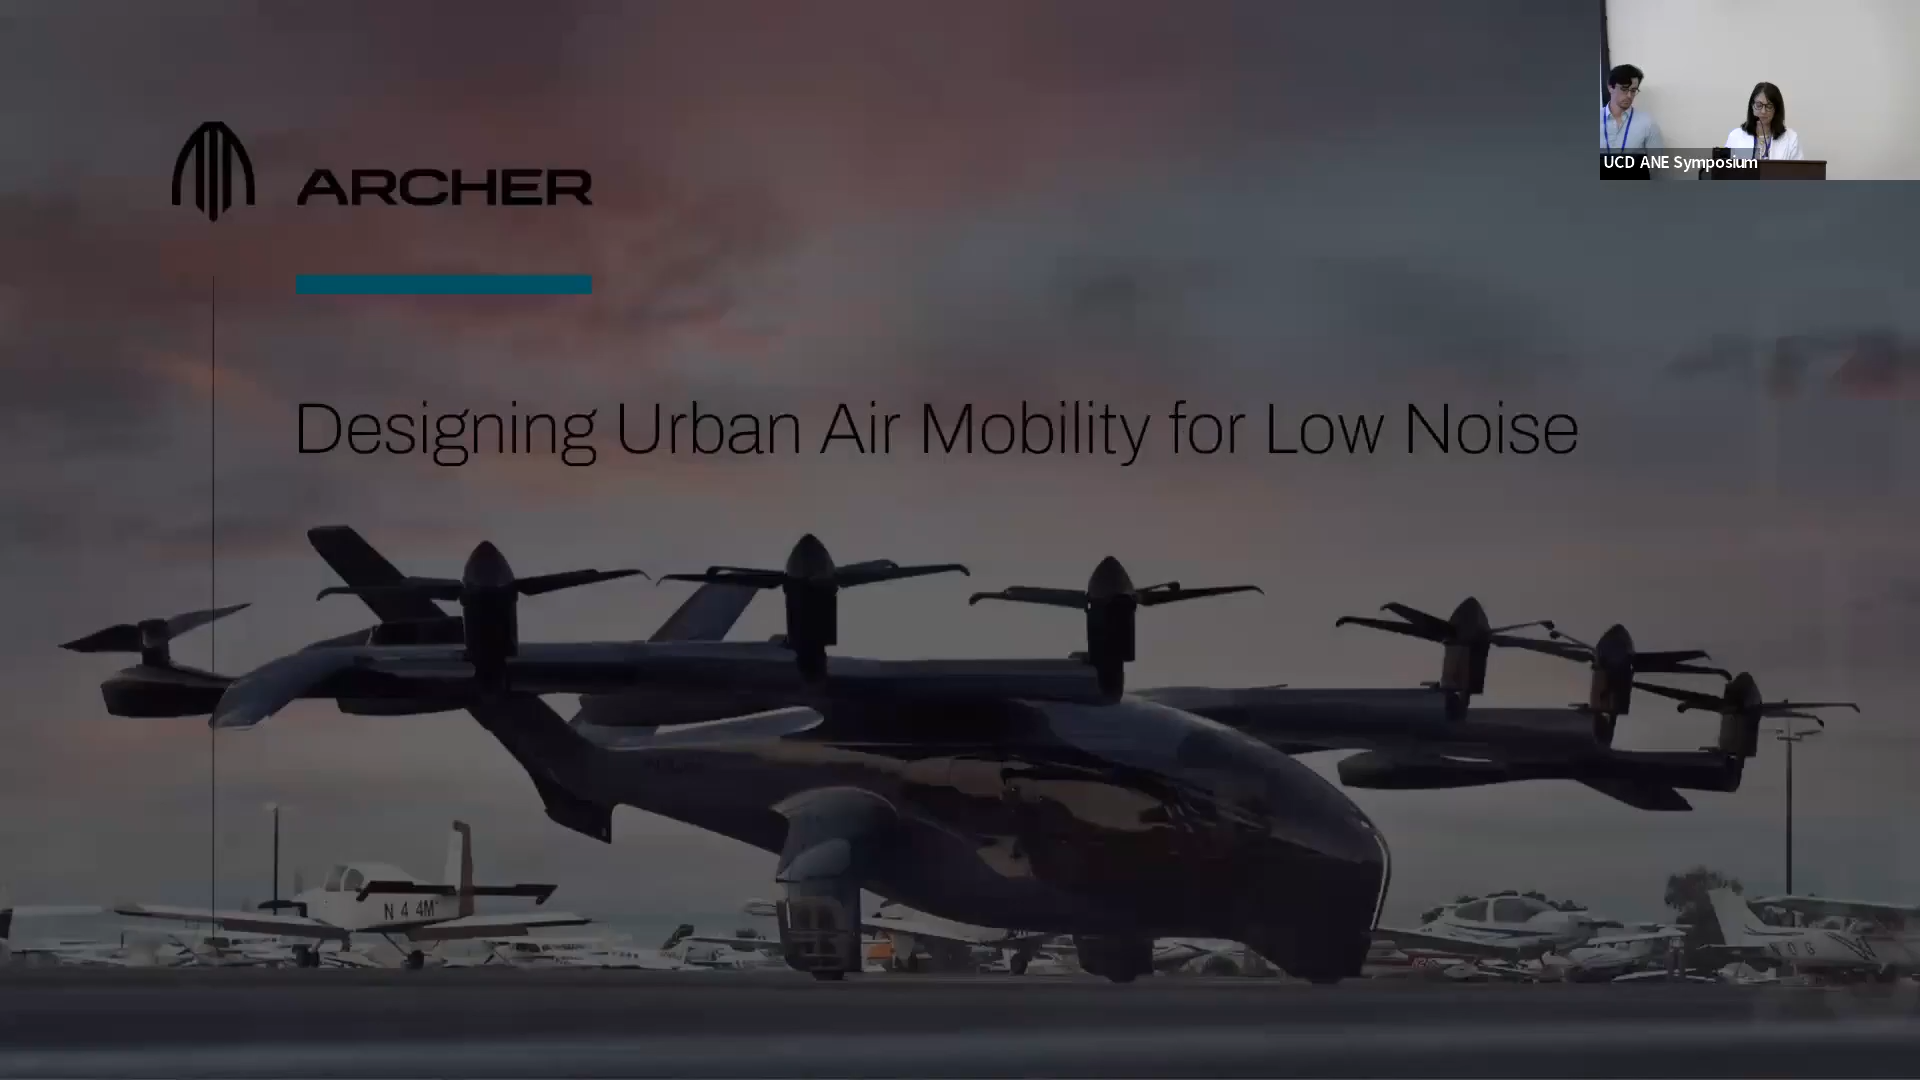 ARCHER
UCD ANE Symposium
Designing Urban Air Mobility for Low Noise
N 4 4M
N O G